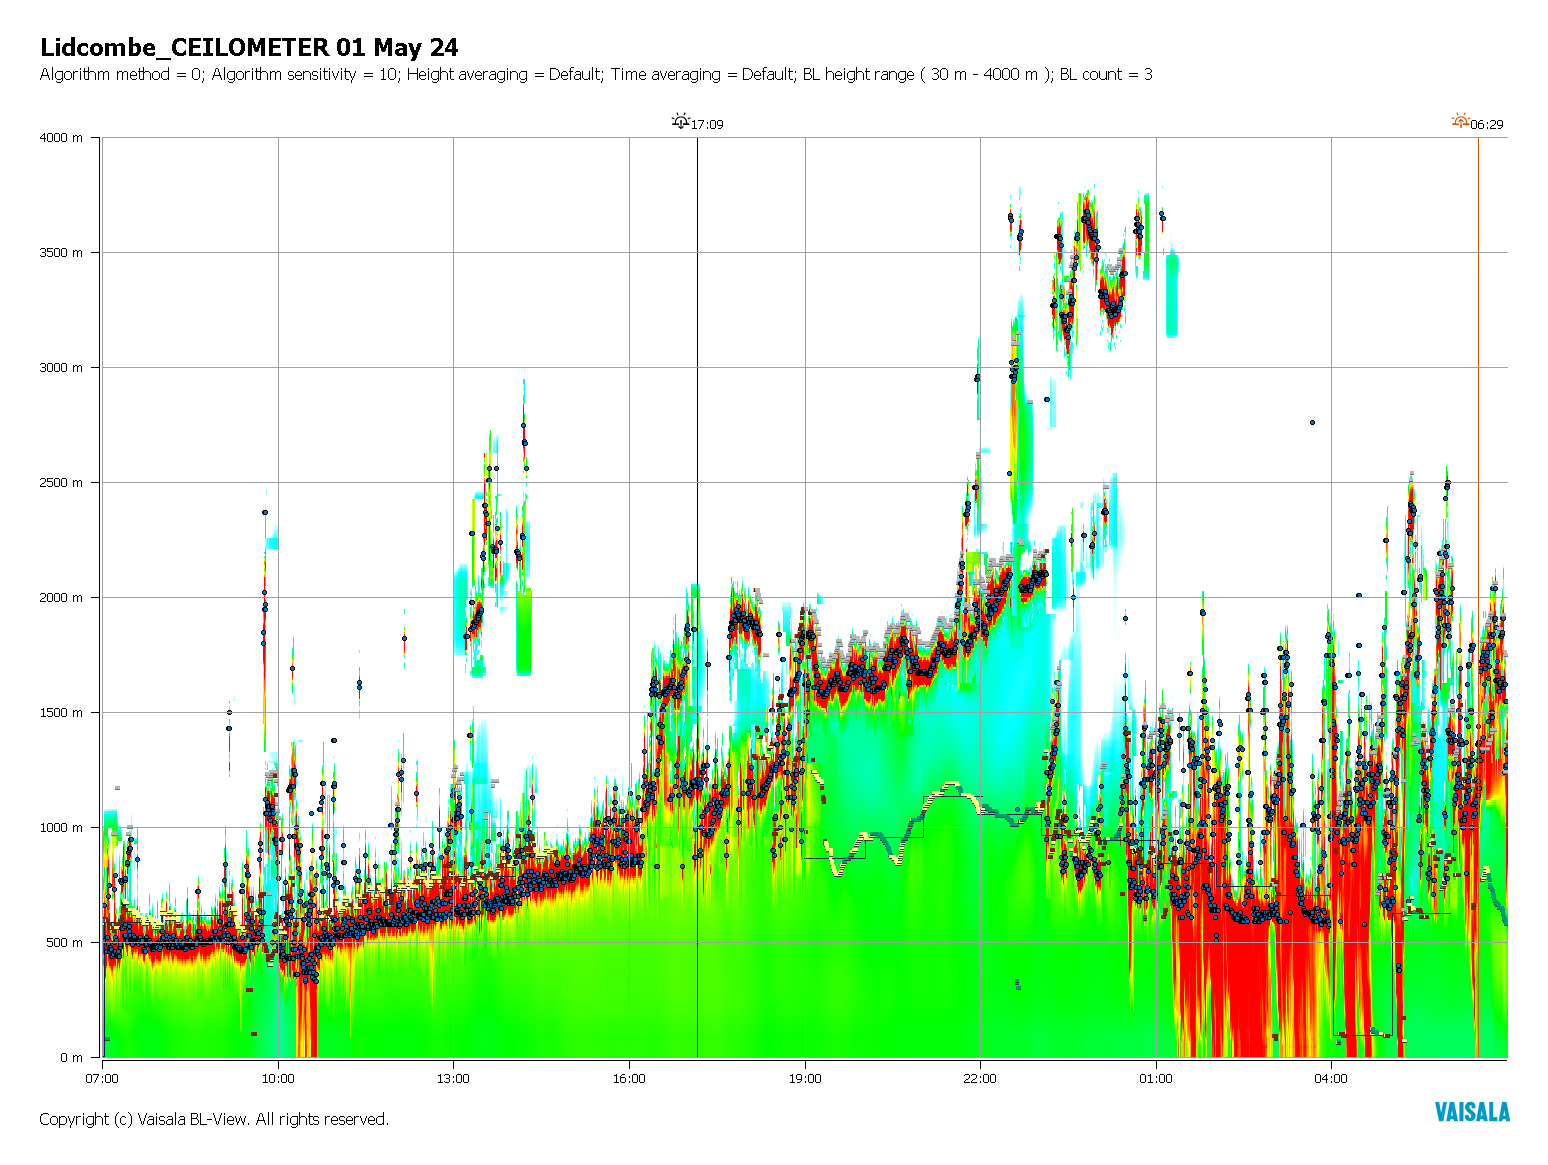 Lidcombe_CEILOMETER 01 May 24
Algorithm method = 0; Algorithm sensitivity = 10; Height averaging = Default; Time averaging = Default; BL height range ( 30 m - 4000 m ); BL count = 3
17:09
06:29
4000 m
3500 m
3000 m
2500 m
2000 m
1500 m
1000 m
500 m
0 m
07:00
10:00
13:00
16:00
19:00
22:00
01:00
04:00
Copyright (c) Vaisala BL-View. All rights reserved.
VAISALA